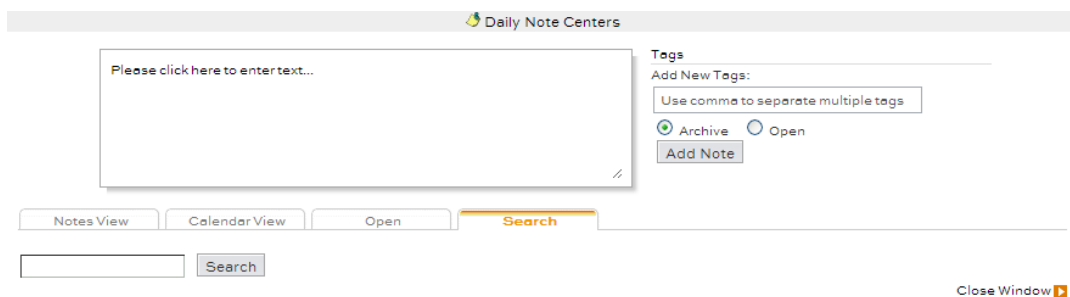 Daily Note Centers
Please click here to enter text...
Tags
Add New Tags:
Use comma to separate multiple tags
Archive Open
Add Note
Notes View Calendar View Open Search
Search
Close Window